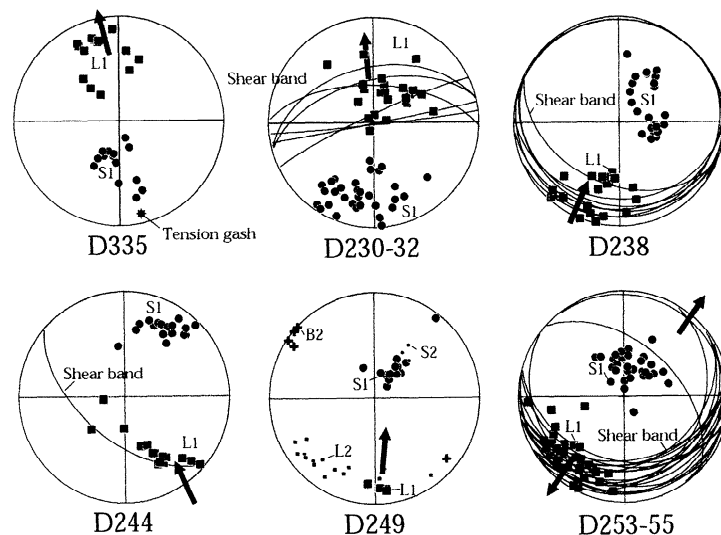 L1
S1
Tension gash
D335
L1
Shear band
S1
D230-32
Shear band
S1
L1
D238
S1
Shear band
L1
D244
B2
S2
S1
L2
L1
D249
S1
L1
Shear band
D253-55